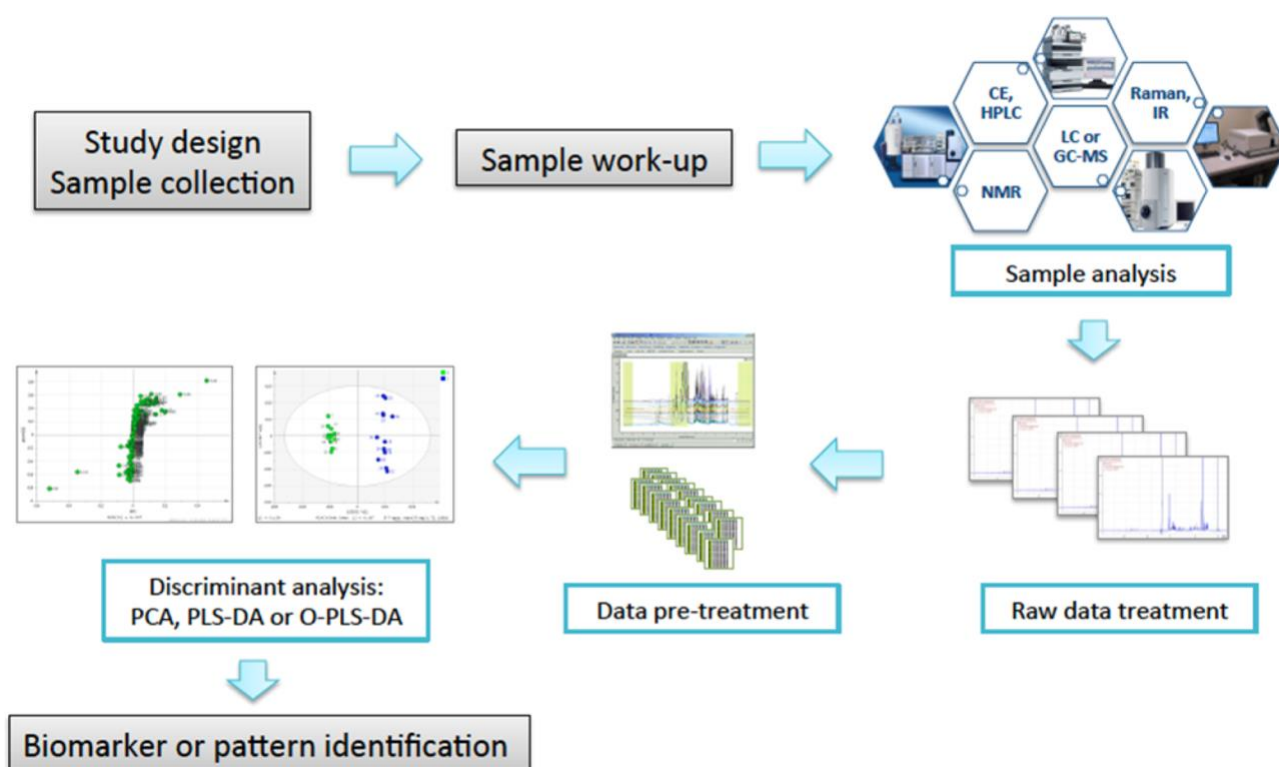 Study design
Sample collection
Sample work-up
CE,
HPLC
Raman,
IR
LC or
GC-MS
NMR
Sample analysis
Discriminant analysis:
PCA, PLS-DA or O-PLS-DA
Data pre-treatment
Raw data treatment
Biomarker or pattern identification